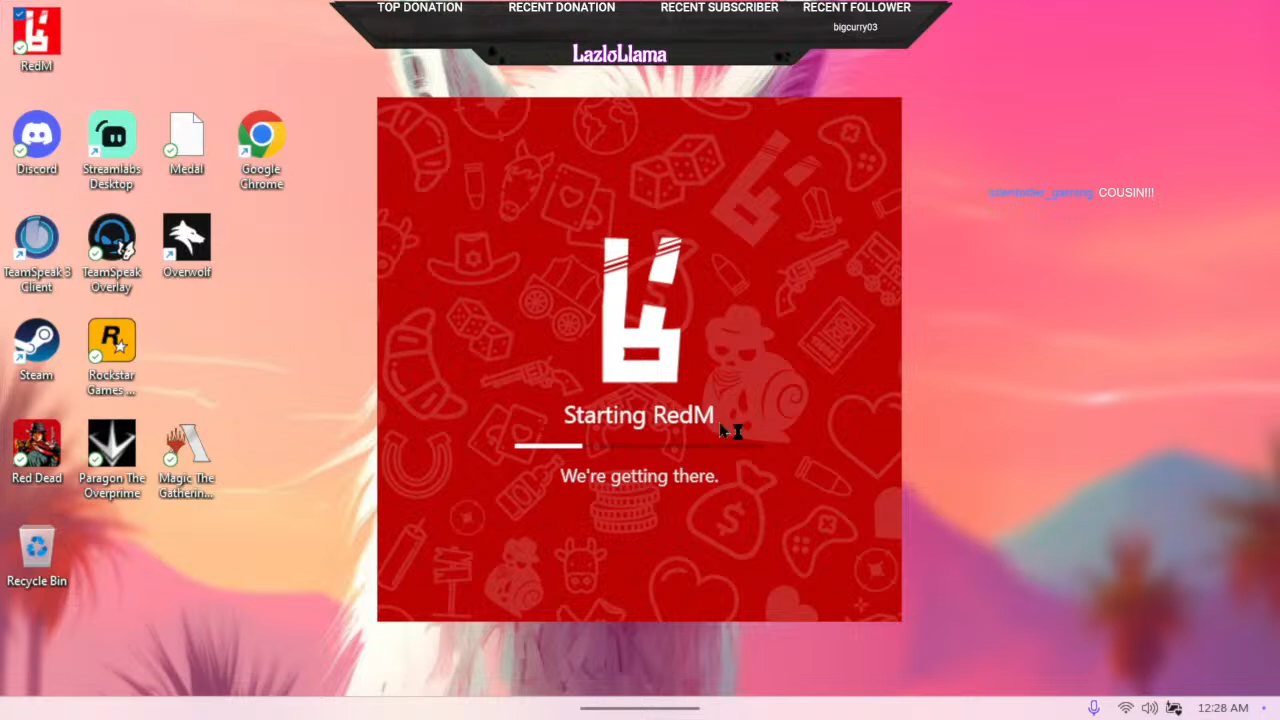 TOP DONATION
RECENT DONATION
RECENT SUBSCRIBER
RECENT FOLLOWER
bigcurry03
LazloLlama
RedM
Discord
Streamlabs Desktop
Medal
Google Chrome
COUSIN!!!
TeamSpeak 3 Client
TeamSpeak Overlay
Overwolf
Steam
Rockstar Games ...
Red Dead
Paragon The Overprime
Magic The Gatherin...
Recycle Bin
Starting RedM
We're getting there.
12:28 AM